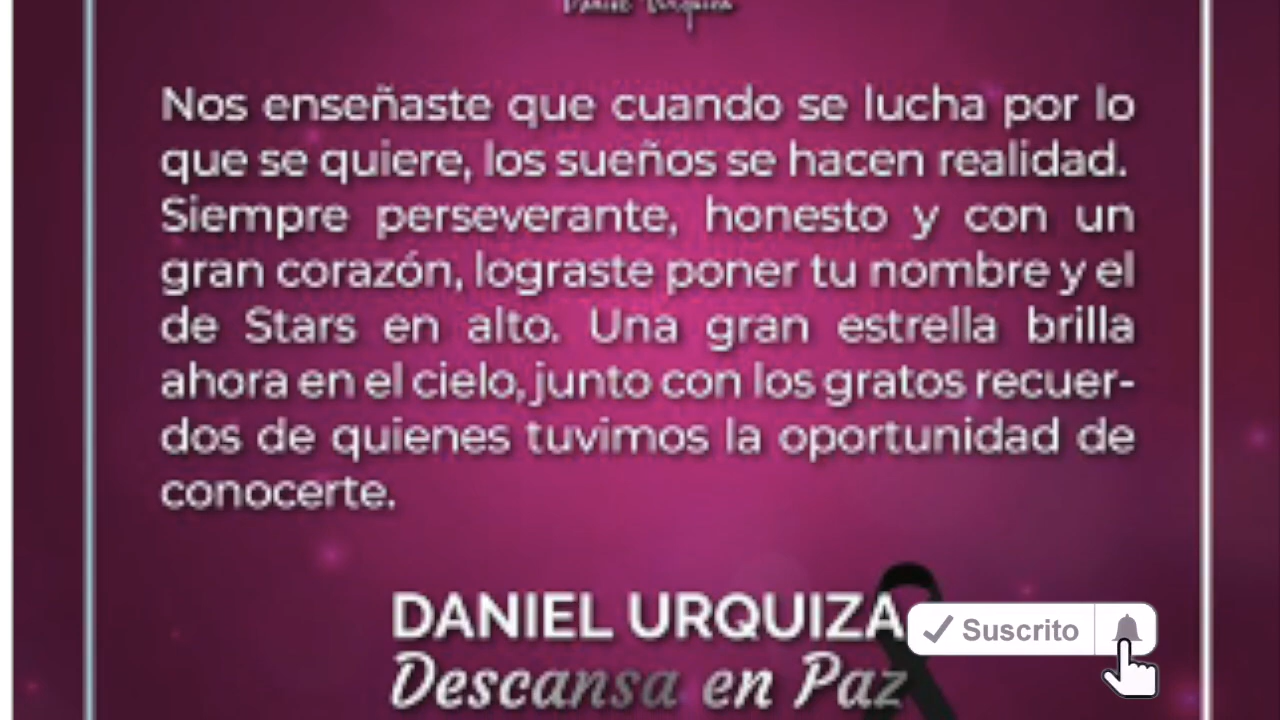 Daniel Urquiza
Nos enseñaste que cuando se lucha por lo
que se quiere, los sueños se hacen realidad.
Siempre perseverante, honesto y con un
gran corazón, lograste poner tu nombre y el
de Stars en alto. Una gran estrella brilla
ahora en el cielo, junto con los gratos recuer-
dos de quienes tuvimos la oportunidad de
conocerte.
DANIEL URQUIZA
Suscrito
Descansa en Paz